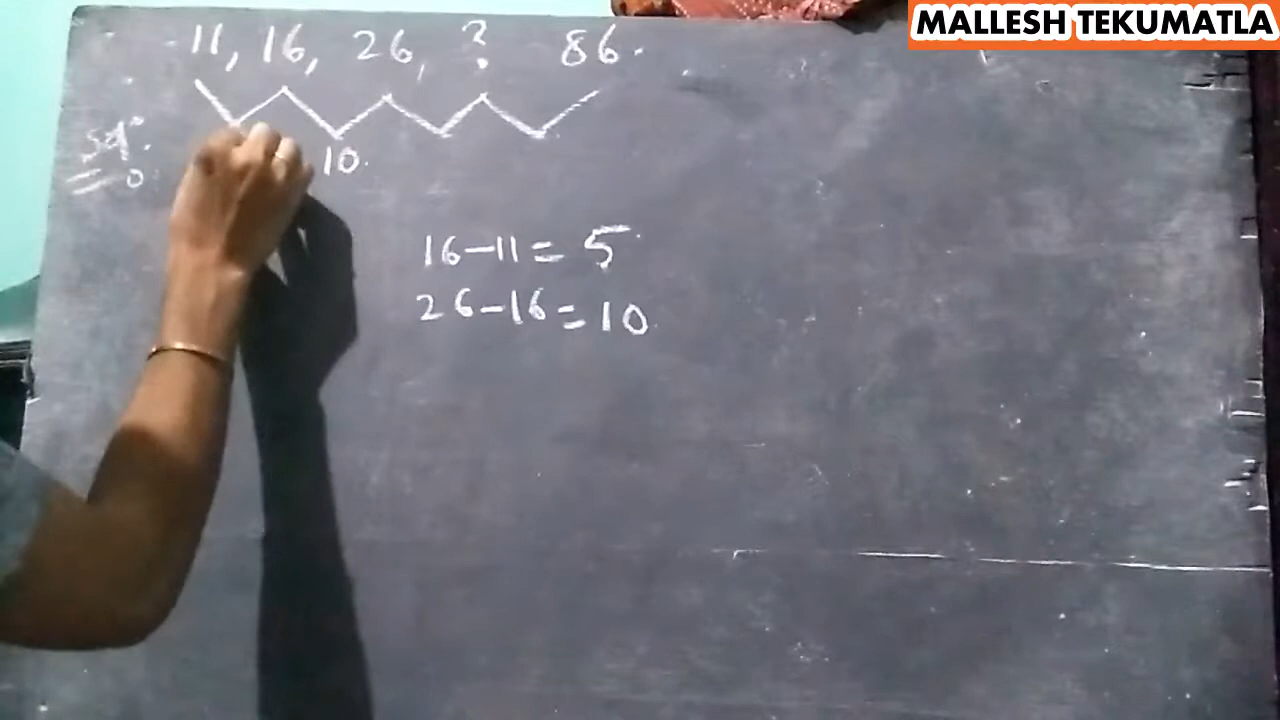 MALLESH TEKUMATLA
11, 16, 26, ? 86.
10.
16-11= 5
26-16=10